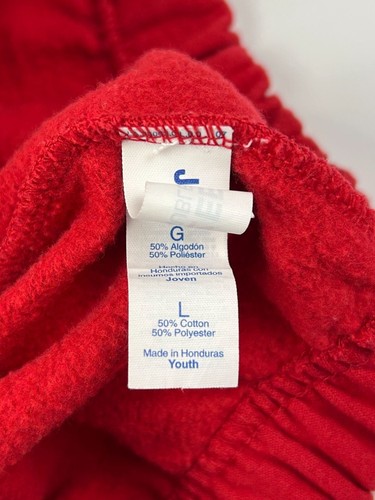 J
G
50% Algodón
50% Poliéster
Hecho en
Honduras con
insumos importados
Joven
L
50% Cotton
50% Polyester
Made in Honduras
Youth